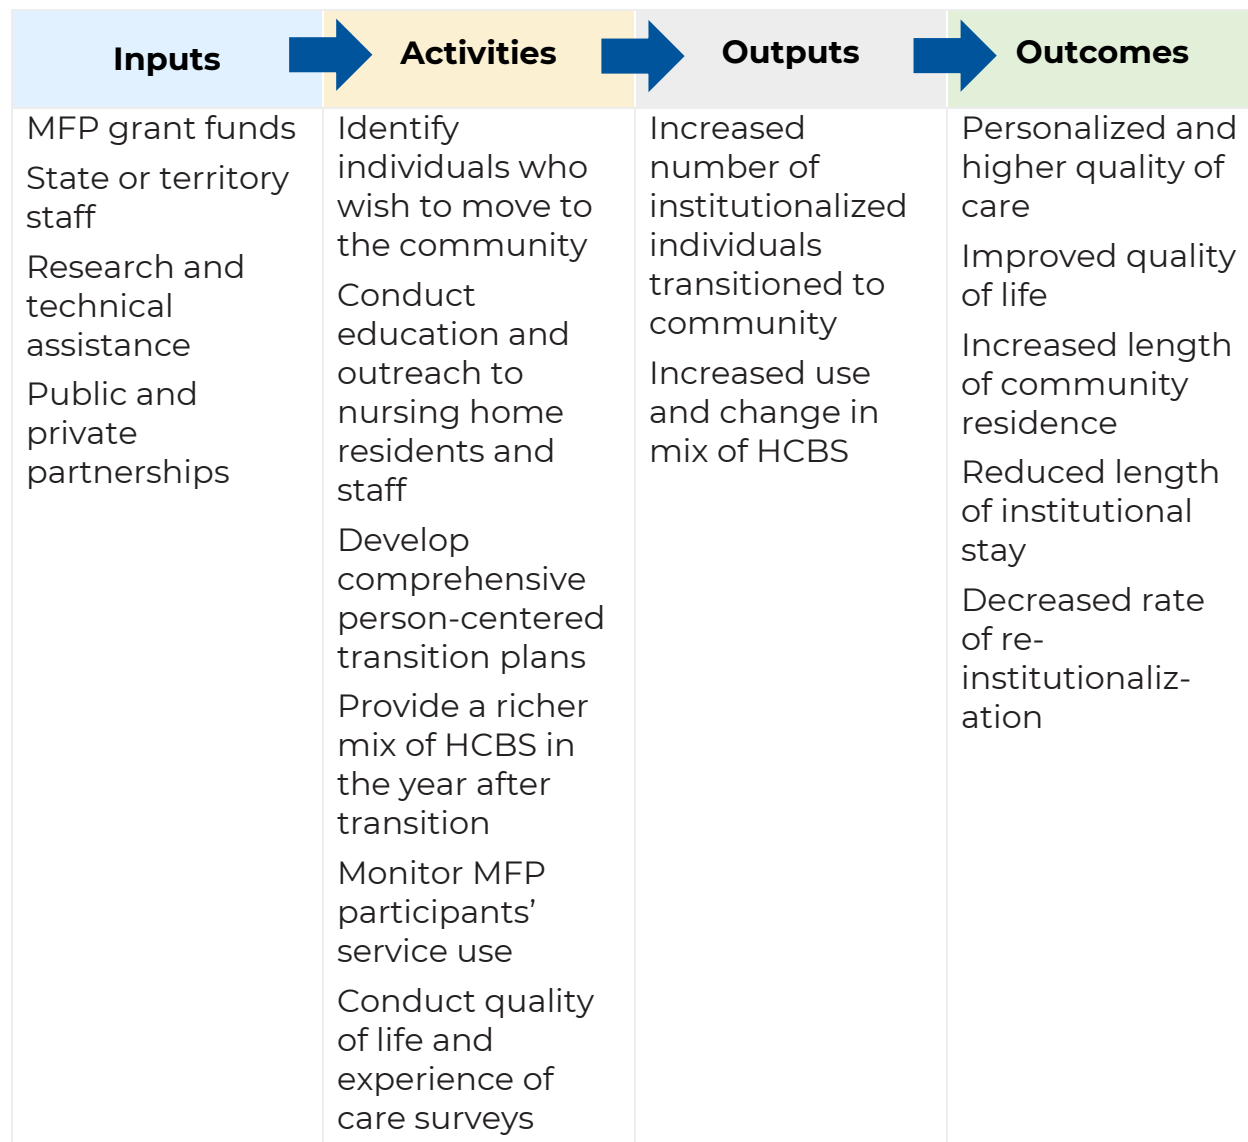 Inputs
Activities
Outputs
Outcomes
MFP grant funds
State or territory
staff
Research and
technical
assistance
Public and
private
partnerships
Identify
individuals who
wish to move to
the community
Conduct
education and
outreach to
nursing home
residents and
staff
Develop
comprehensive
person-centered
transition plans
Provide a richer
mix of HCBS in
the year after
transition
Monitor MFP
participants’
service use
Conduct quality
of life and
experience of
care surveys
Increased
number of
institutionalized
individuals
transitioned to
community
Increased use
and change in
mix of HCBS
Personalized and
higher quality of
care
Improved quality
of life
Increased length
of community
residence
Reduced length
of institutional
stay
Decreased rate
of re-
institutionaliz-
ation